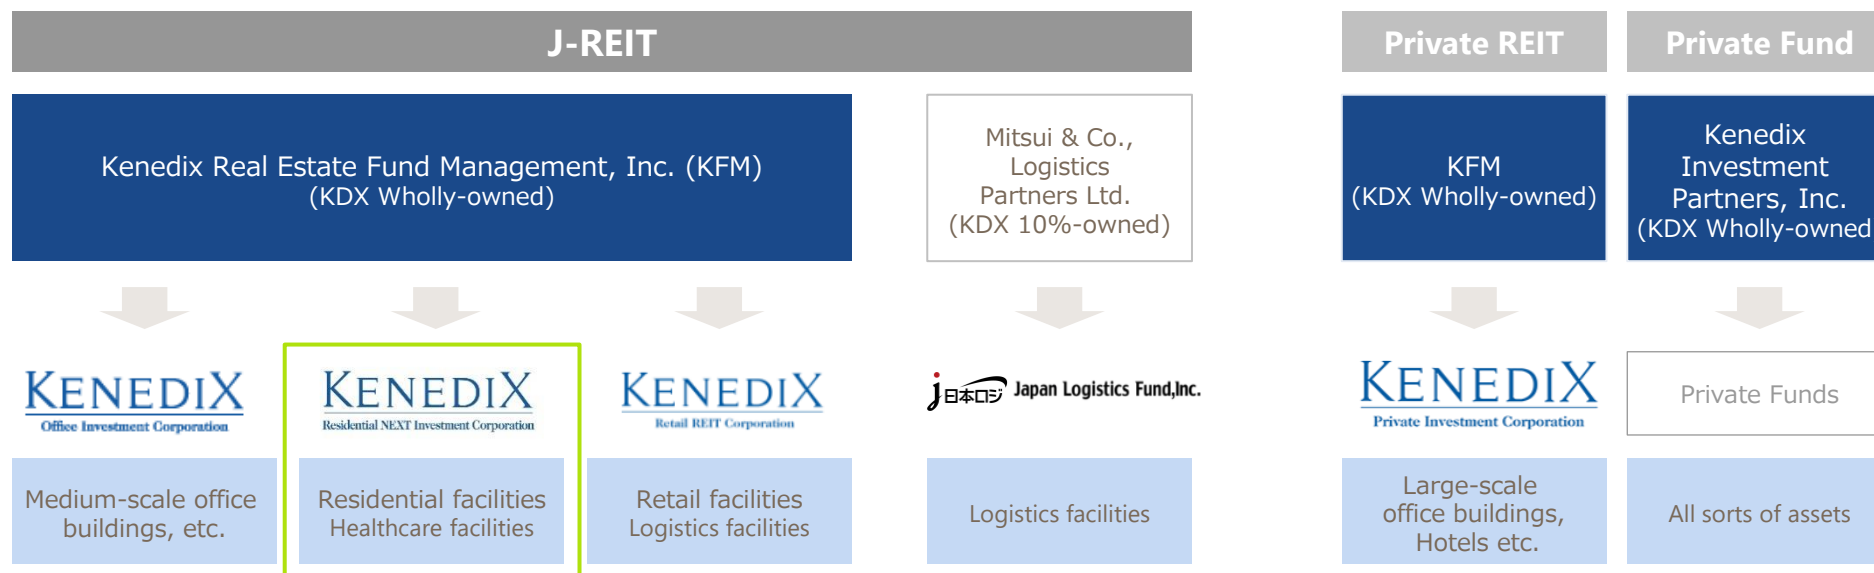 J-REIT
Private REIT
Private Fund
Kenedix Real Estate Fund Management, Inc. (KFM)
(KDX Wholly-owned)
Mitsui & Co.,
Logistics
Partners Ltd.
(KDX 10%-owned)
KFM
(KDX Wholly-owned)
Kenedix
Investment
Partners, Inc.
(KDX Wholly-owned
KENEDIX
Office Investment Corporation
KENEDIX
Residential NEXT Investment Corporation
KENEDIX
Retail REIT Corporation
日本ロジ Japan Logistics Fund,Inc.
KENEDIX
Private Investment Corporation
Private Funds
Medium-scale office
buildings, etc.
Residential facilities
Healthcare facilities
Retail facilities
Logistics facilities
Logistics facilities
Large-scale
office buildings,
Hotels etc.
All sorts of assets